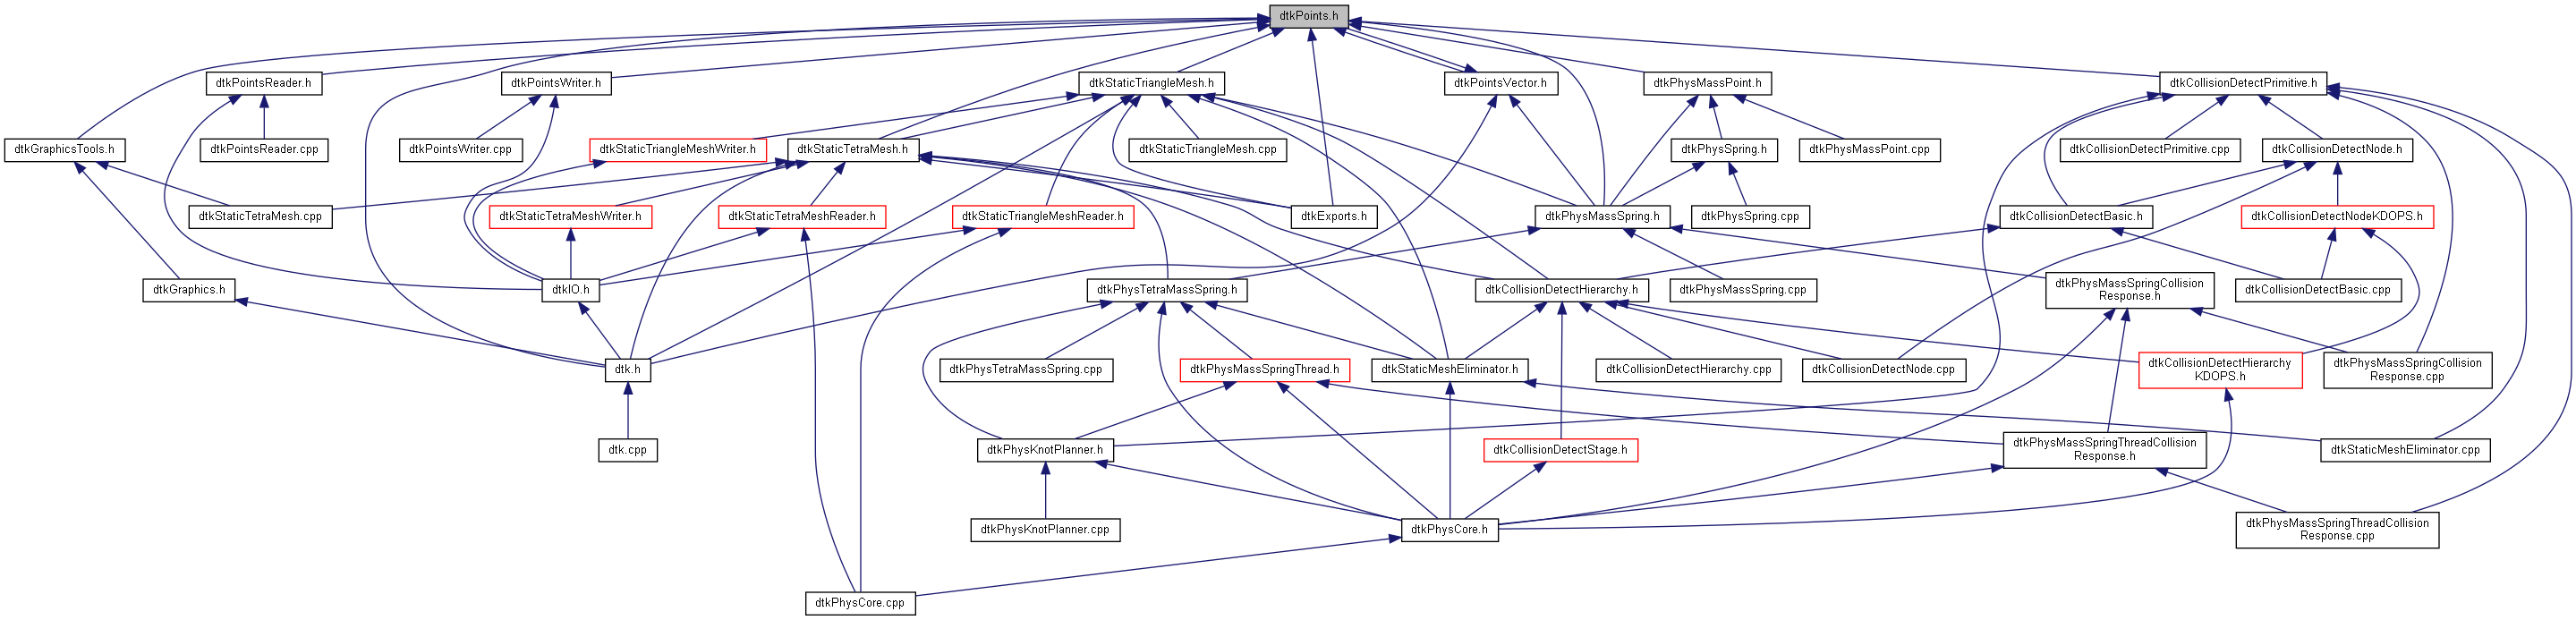 dtkPoints.h
dtkPointsReader.h
dtkPointsWriter.h
dtkStaticTriangleMesh.h
dtkPointsVector.h
dtkPhysMassPoint.h
dtkCollisionDetectPrimitive.h
dtkGraphicsTools.h
dtkPointsReader.cpp
dtkPointsWriter.cpp
dtkStaticTriangleMeshWriter.h
dtkStaticTetraMesh.h
dtkStaticTriangleMesh.cpp
dtkPhysSpring.h
dtkPhysMassPoint.cpp
dtkCollisionDetectPrimitive.cpp
dtkCollisionDetectNode.h
dtkStaticTetraMesh.cpp
dtkStaticTetraMeshWriter.h
dtkStaticTetraMeshReader.h
dtkStaticTriangleMeshReader.h
dtkExports.h
dtkPhysMassSpring.h
dtkPhysSpring.cpp
dtkCollisionDetectBasic.h
dtkCollisionDetectNodeKDOPS.h
dtkGraphics.h
dtkIO.h
dtkPhysTetraMassSpring.h
dtkCollisionDetectHierarchy.h
dtkPhysMassSpring.cpp
dtkPhysMassSpringCollision
Response.h
dtkCollisionDetectBasic.cpp
dtk.h
dtkPhysTetraMassSpring.cpp
dtkPhysMassSpringThread.h
dtkStaticMeshEliminator.h
dtkCollisionDetectHierarchy.cpp
dtkCollisionDetectNode.cpp
dtkCollisionDetectHierarchy
KDOPS.h
dtkPhysMassSpringCollision
Response.cpp
dtk.cpp
dtkPhysKnotPlanner.h
dtkCollisionDetectStage.h
dtkPhysMassSpringThreadCollision
Response.h
dtkStaticMeshEliminator.cpp
dtkPhysKnotPlanner.cpp
dtkPhysCore.h
dtkPhysMassSpringThreadCollision
Response.cpp
dtkPhysCore.cpp